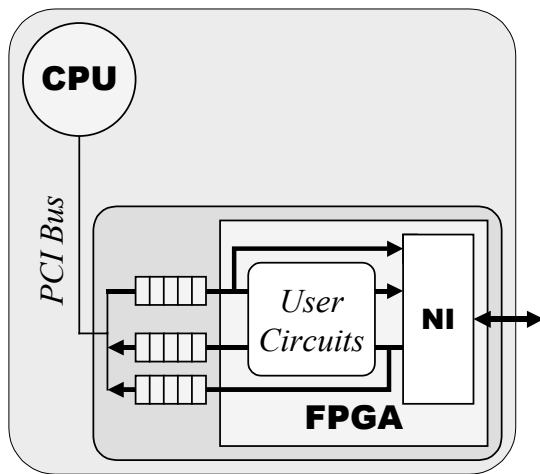 CPU
PCI Bus
User
Circuits
NI
FPGA